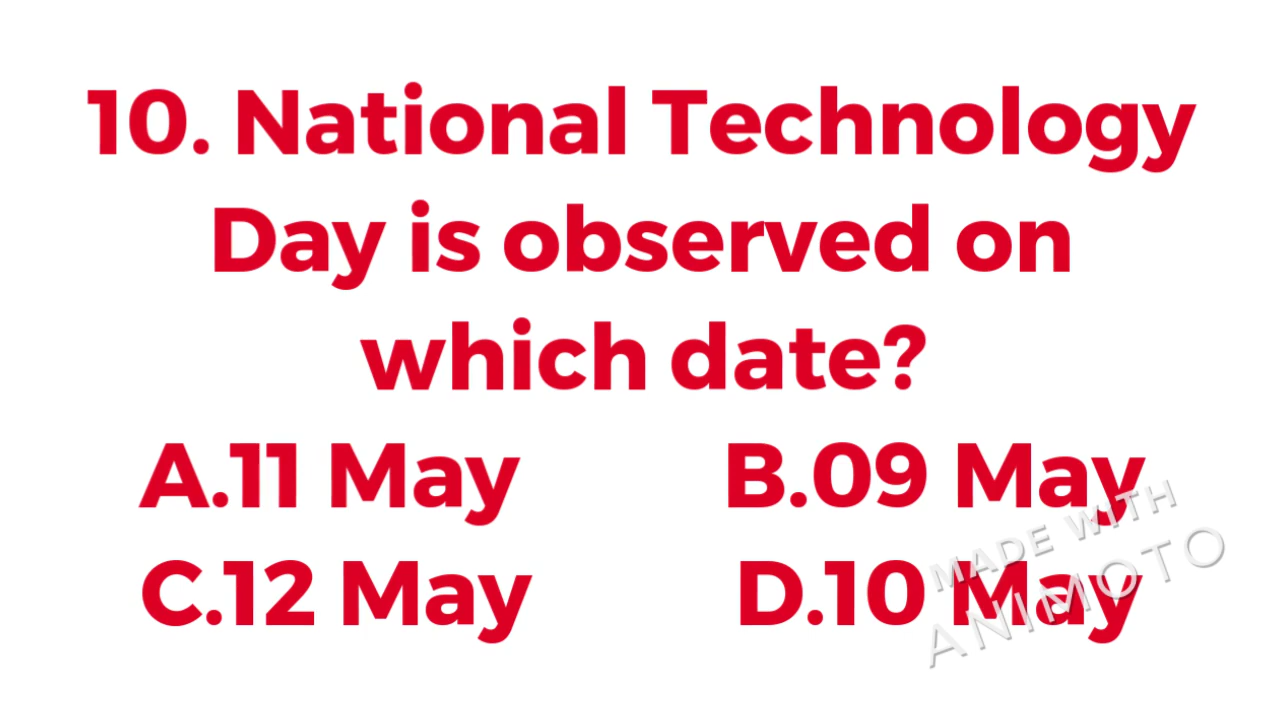 10. National Technology
Day is observed on
which date?
A.11 May B.09 May
C.12 May D.10 May
MADE WITH
ANIMOTO